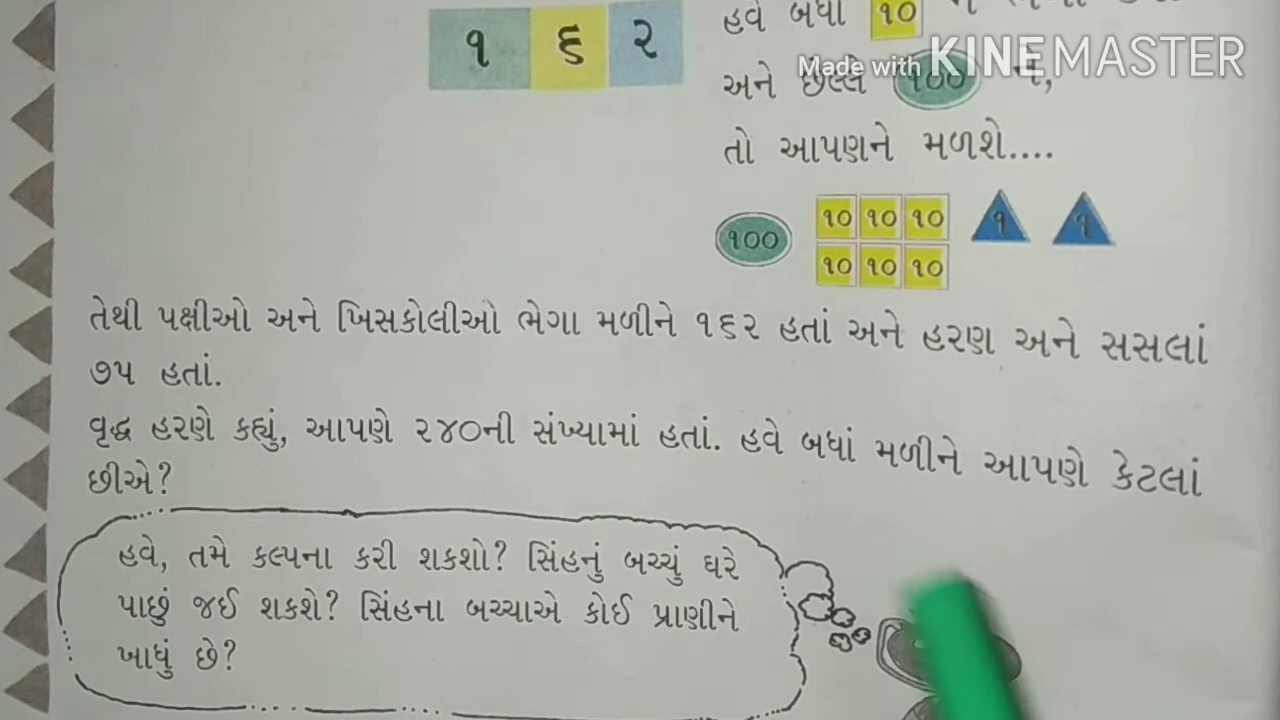 ૧ ૬ ૨
હવે બધા ૧૦ ને
Made with KINEMASTER
અને છેલ્લે ૧૦૦ ને,
તો આપણને મળશે....
૧૦૦ ૧૦ ૧૦ ૧૦ ૧ ૧
૧૦ ૧૦ ૧૦
તેથી પક્ષીઓ અને ખિસકોલીઓ ભેગા મળીને ૧૬૨ હતાં અને હરણ અને સસલાં
૭૫ હતાં.
વૃદ્ધ હરણે કહ્યું, આપણે ૨૪૦ની સંખ્યામાં હતાં. હવે બધાં મળીને આપણે કેટલાં
છીએ?
હવે, તમે કલ્પના કરી શકશો? સિંહનું બચ્ચું ઘરે
પાછું જઈ શકશે? સિંહના બચ્ચાએ કોઈ પ્રાણીને
ખાધું છે?